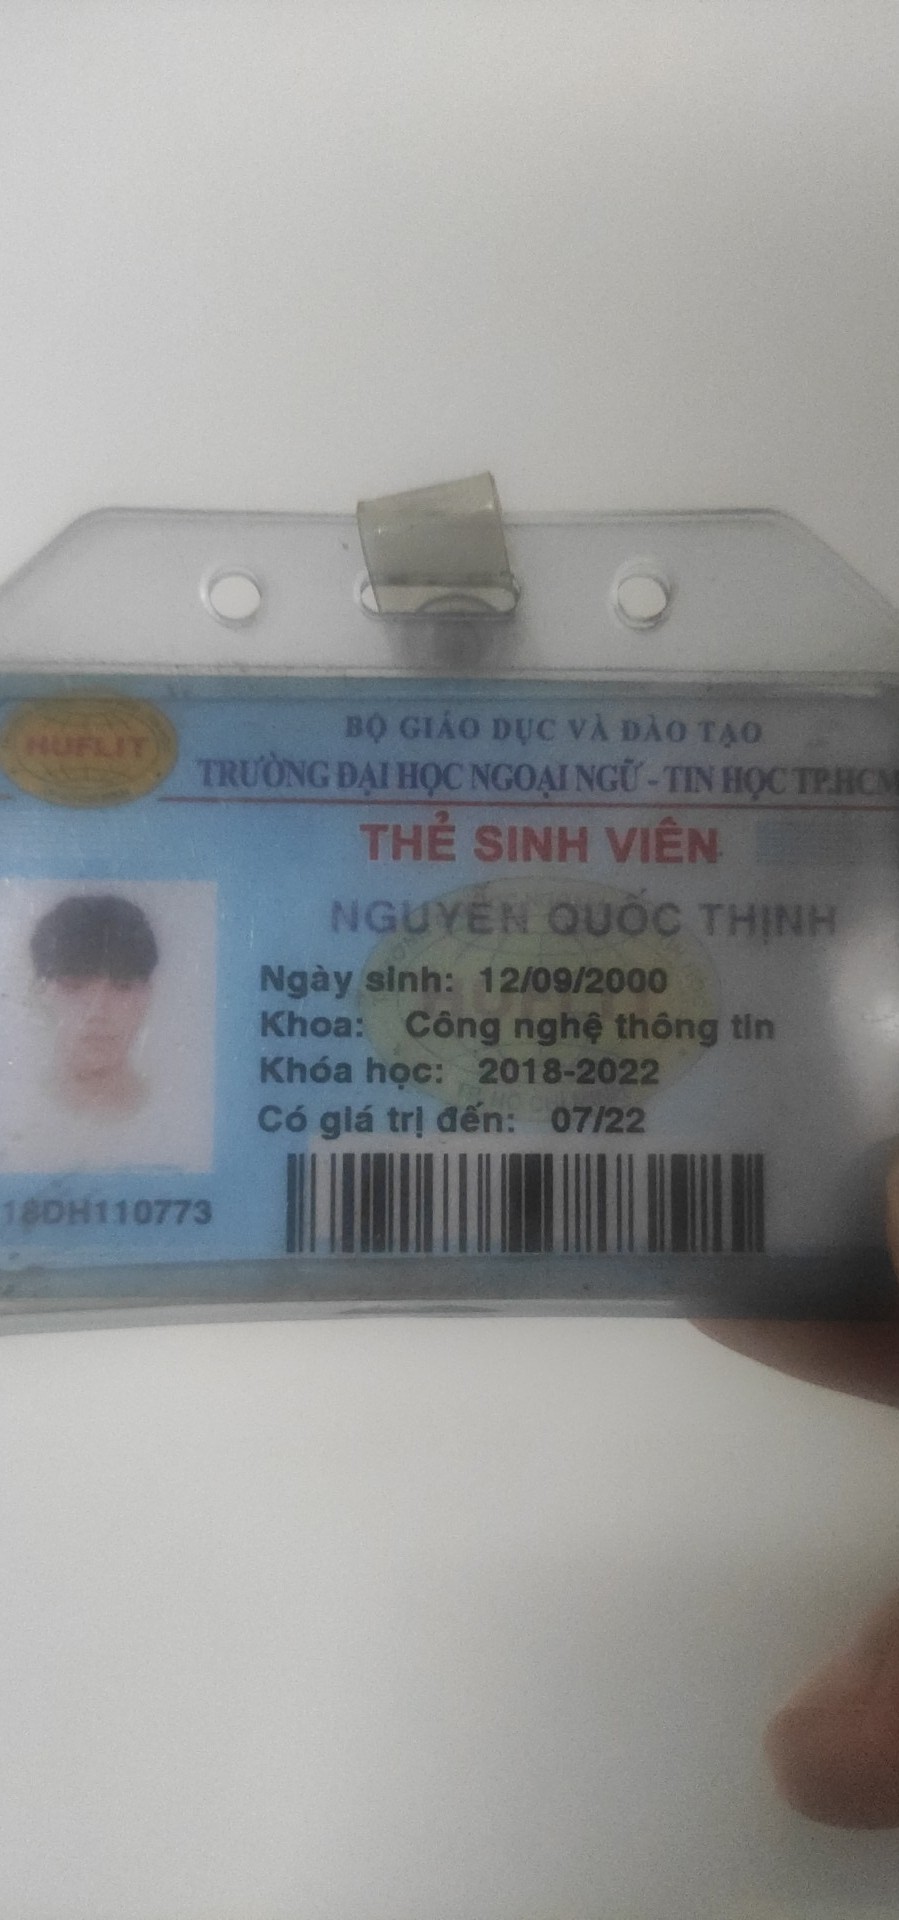 HUFLIT
BỘ GIÁO DỤC VÀ ĐÀO TẠO
TRƯỜNG ĐẠI HỌC NGOẠI NGỮ - TIN HỌC TP.HCM
THẺ SINH VIÊN
NGUYỄN QUỐC THỊNH
Ngày sinh: 12/09/2000
Khoa: Công nghệ thông tin
Khóa học: 2018-2022
Có giá trị đến: 07/22
18DH110773